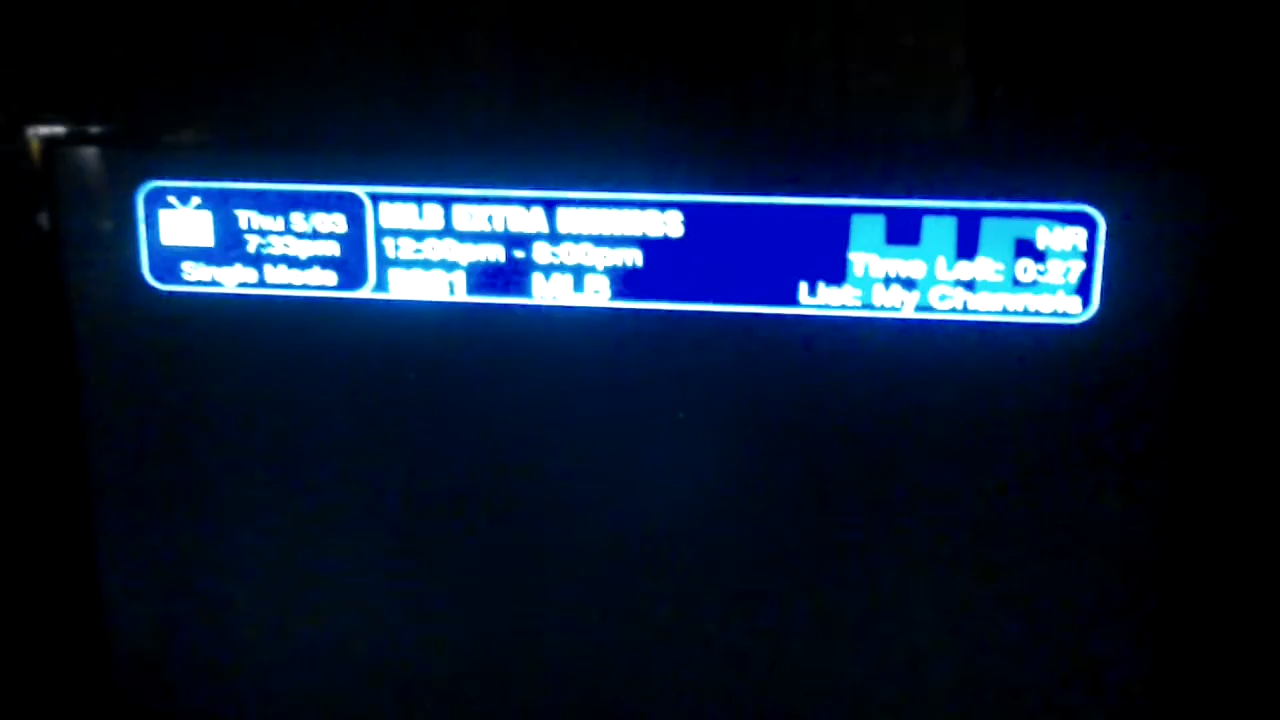 Thu 5/03
7:33pm
Single Mode
MLB EXTRA INNINGS
12:00pm - 8:00pm
MLB
HD
NR
Time Left: 0:27
List: My Channels